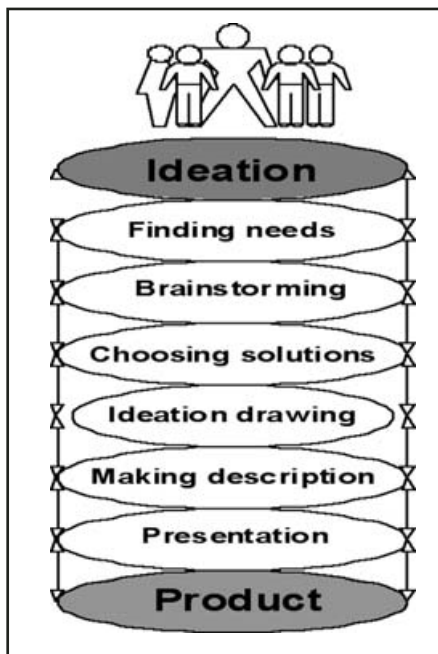 Ideation
Finding needs
Brainstorming
Choosing solutions
Ideation drawing
Making description
Presentation
Product